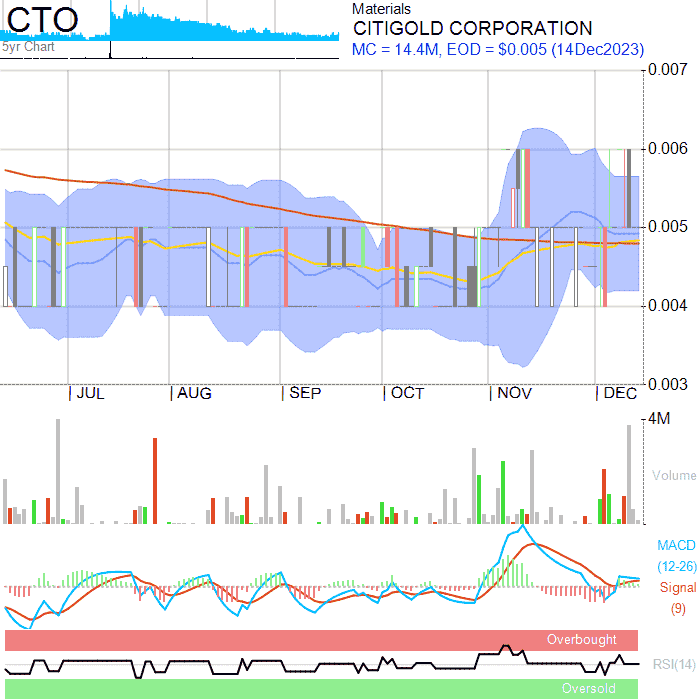 CTO
5yr Chart
Materials
CITIGOLD CORPORATION
MC = 14.4M, EOD = $0.005 (14Dec2023)
0.007
0.006
0.005
0.004
0.003
JUL
AUG
SEP
OCT
NOV
DEC
4M
Volume
MACD
(12-26)
Signal
(9)
Overbought
RSI(14)
Oversold